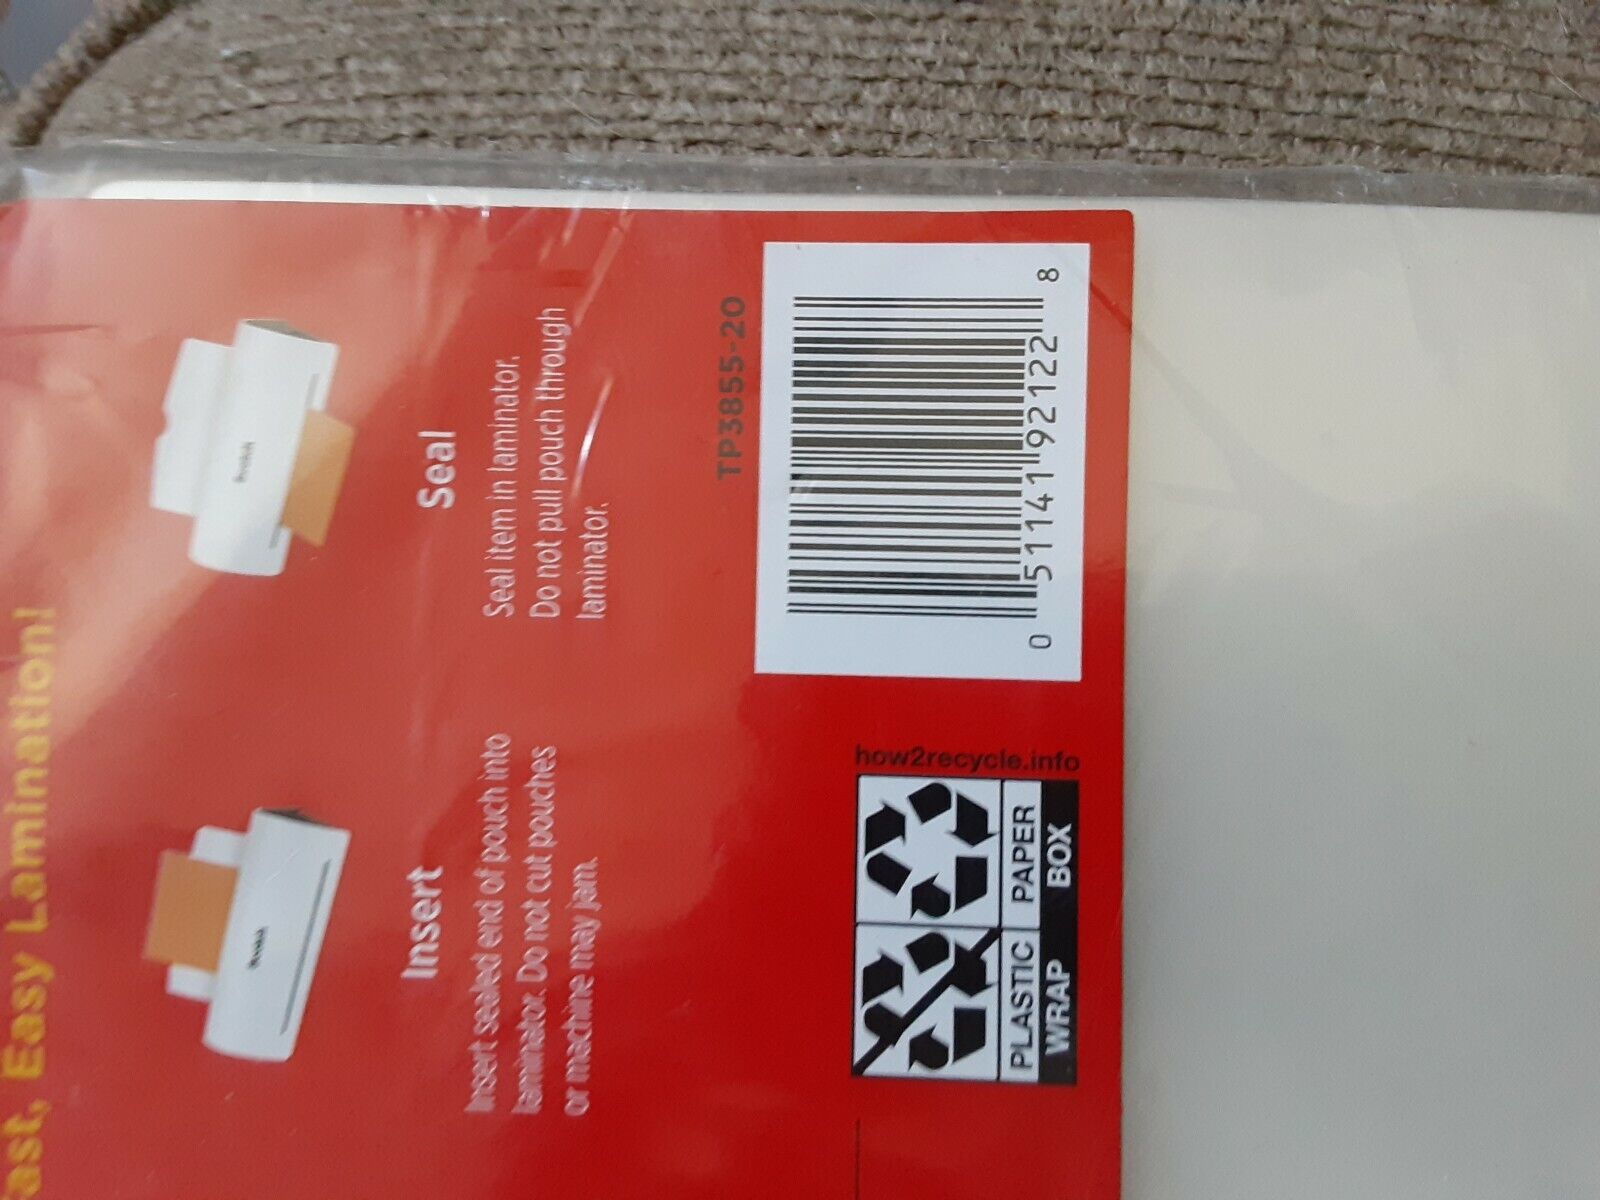 ast, Easy Lamination!
Insert
Insert sealed end of pouch into
laminator. Do not cut pouches
or machine may jam.
Seal
Seal item in laminator.
Do not pull pouch through
laminator.
TP3855-20
0 51141 92122 8
how2recycle.info
PLASTIC
WRAP
PAPER
BOX